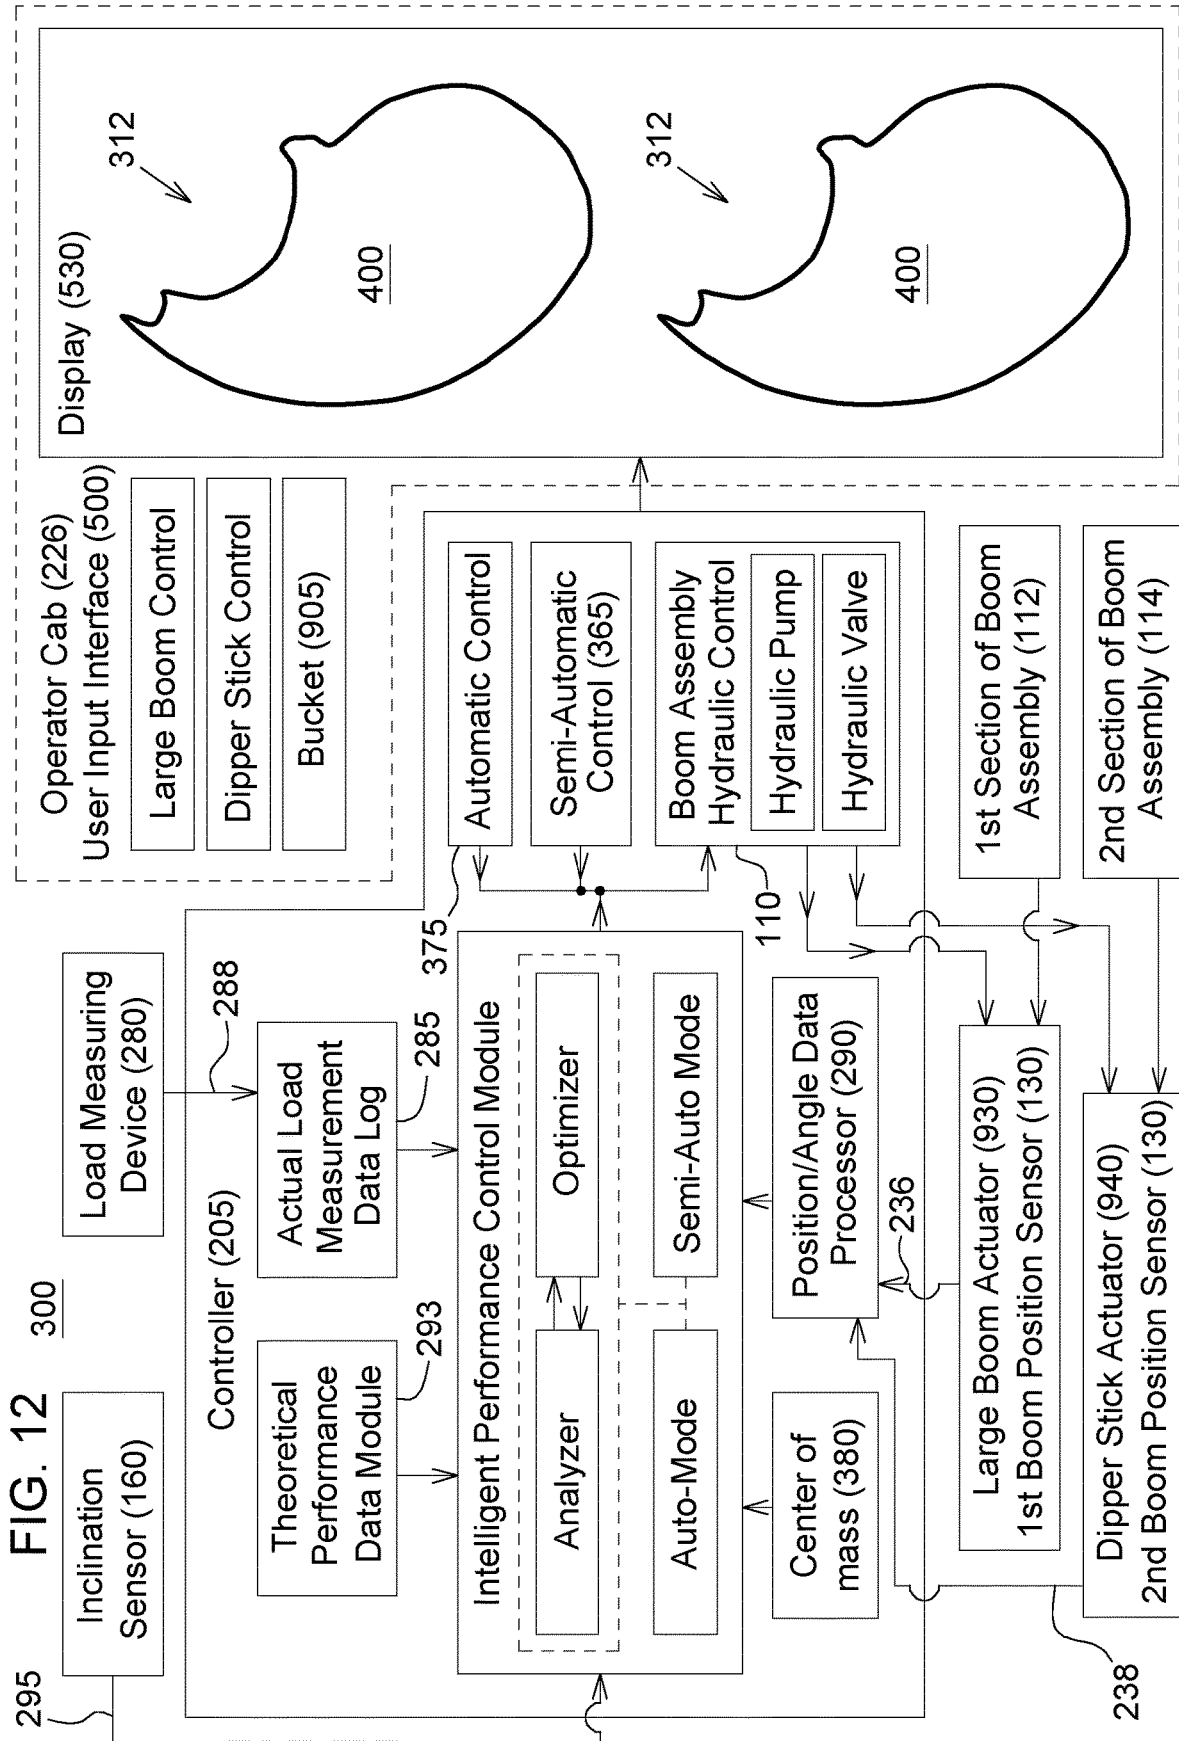 FIG. 12
300
295
Inclination
Sensor (160)
Load Measuring
Device (280)
288
Operator Cab (226)
User Input Interface (500)
Large Boom Control
Dipper Stick Control
Bucket (905)
Display (530)
312
400
312
400
Controller (205)
Theoretical
Performance
Data Module
293
Actual Load
Measurement
Data Log
285
375
Automatic Control
Semi-Automatic
Control (365)
Intelligent Performance Control Module
Analyzer
Optimizer
Auto-Mode
Semi-Auto Mode
Boom Assembly
Hydraulic Control
Hydraulic Pump
Hydraulic Valve
110
Center of
mass (380)
Position/Angle Data
Processor (290)
236
Large Boom Actuator (930)
1st Boom Position Sensor (130)
1st Section of Boom
Assembly (112)
Dipper Stick Actuator (940)
2nd Boom Position Sensor (130)
2nd Section of Boom
Assembly (114)
238